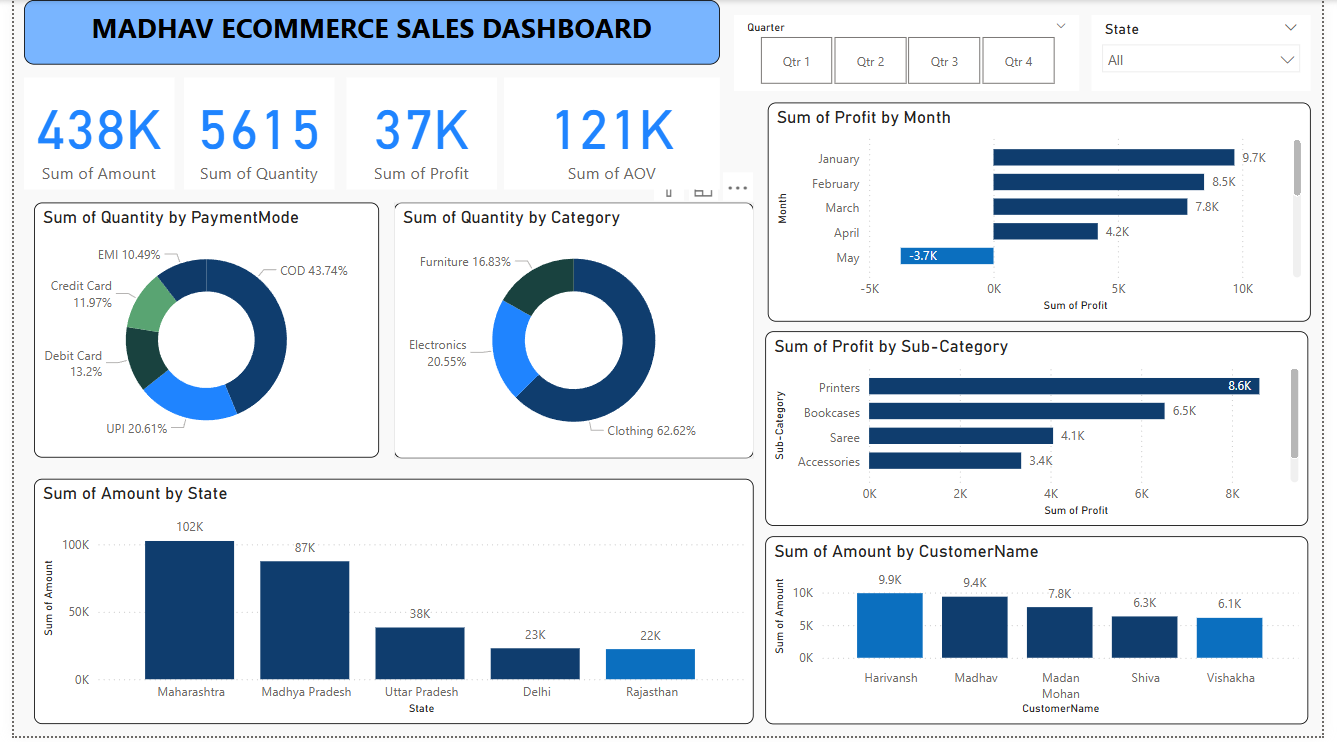 MADHAV ECOMMERCE SALES DASHBOARD
Quarter
Qtr 1
Qtr 2
Qtr 3
Qtr 4
State
All
438K
Sum of Amount
5615
Sum of Quantity
37K
Sum of Profit
121K
Sum of AOV
Sum of Quantity by PaymentMode
EMI 10.49%
COD 43.74%
Credit Card
11.97%
Debit Card
13.2%
UPI 20.61%
Sum of Quantity by Category
Furniture 16.83%
Electronics
20.55%
Clothing 62.62%
Sum of Profit by Month
Month
January
9.7K
February
8.5K
March
7.8K
April
4.2K
May
-3.7K
-5K
0K
5K
10K
Sum of Profit
Sum of Profit by Sub-Category
Sub-Category
Printers
8.6K
Bookcases
6.5K
Saree
4.1K
Accessories
3.4K
0K
2K
4K
6K
8K
Sum of Profit
Sum of Amount by State
Sum of Amount
100K
50K
0K
102K
87K
38K
23K
22K
Maharashtra
Madhya Pradesh
Uttar Pradesh
Delhi
Rajasthan
State
Sum of Amount by CustomerName
Sum of Amount
10K
5K
0K
9.9K
9.4K
7.8K
6.3K
6.1K
Harivansh
Madhav
Madan
Mohan
Shiva
Vishakha
CustomerName